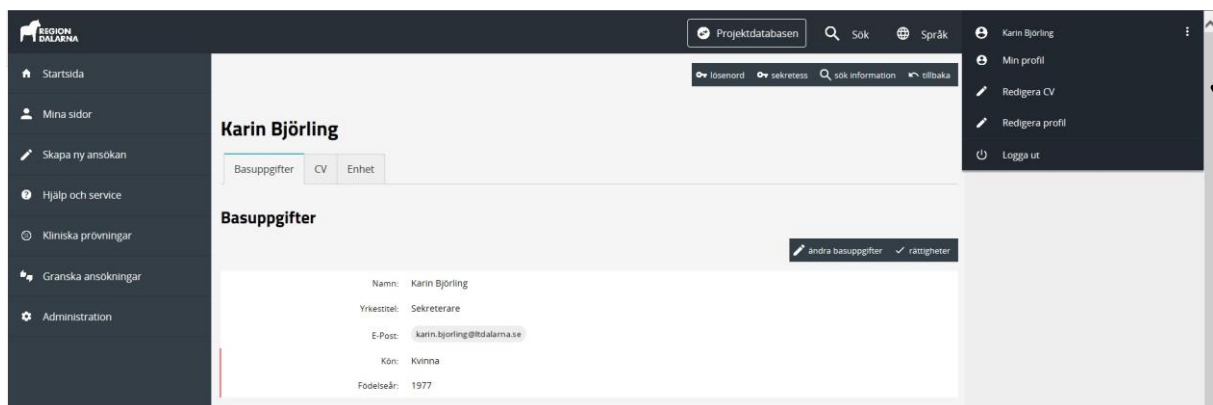 REGION
DALARNA
Projektdatabasen
Sök
Språk
Karin Björling
Min profil
Redigera CV
Redigera profil
Logga ut
Startsida
Mina sidor
Skapa ny ansökan
Hjälp och service
Kliniska prövningar
Granska ansökningar
Administration
lösenord sekretess sök information tillbaka
Karin Björling
Basuppgifter CV Enhet
Basuppgifter
ändra basuppgifter rättigheter
Namn: Karin Björling
Yrkestitel: Sekreterare
E-Post: karin.bjorling@ltdalarna.se
Kön: Kvinna
Födelseår: 1977